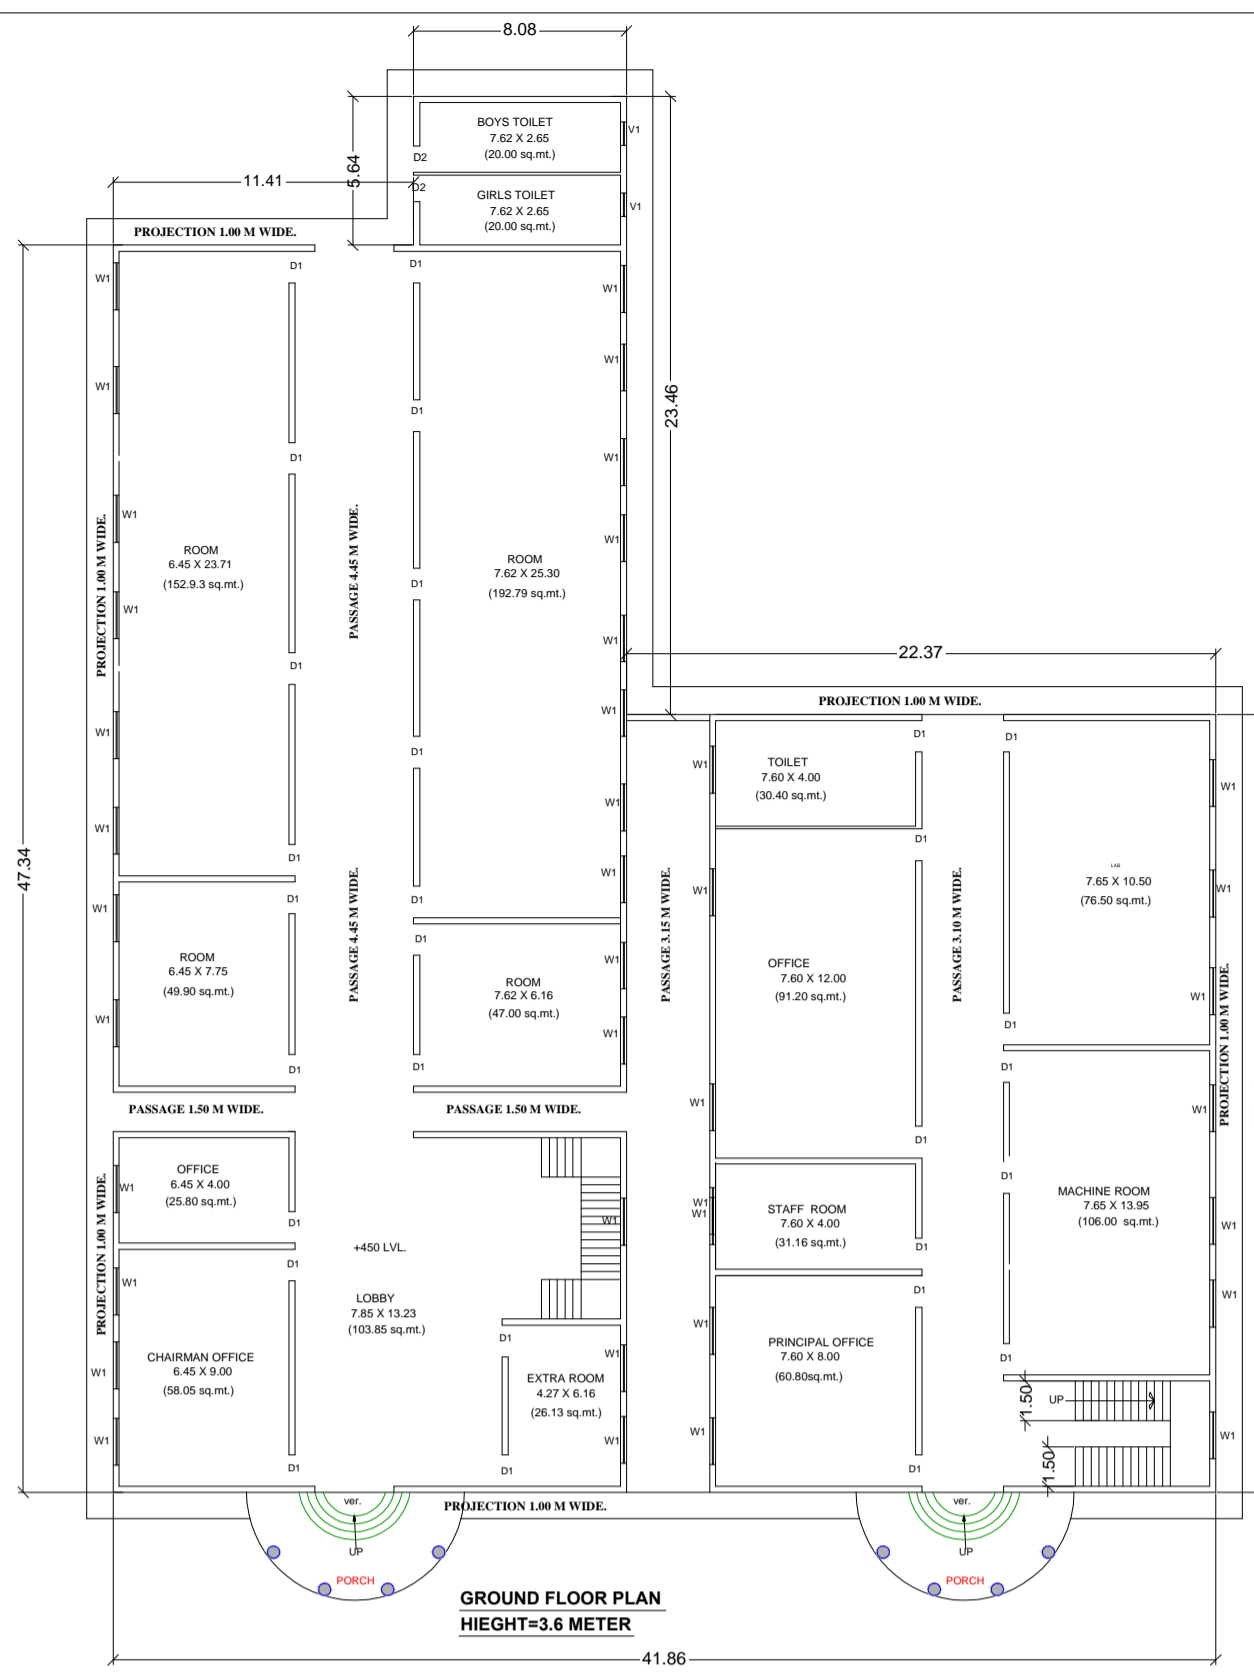 8.08
BOYS TOILET
7.62 X 2.65
(20.00 sq.mt.)
V1
D2
5.64
11.41
D2
GIRLS TOILET
7.62 X 2.65
(20.00 sq.mt.)
V1
PROJECTION 1.00 M WIDE.
D1
D1
W1
W1
W1
W1
23.46
D1
D1
W1
W1
PROJECTION 1.00 M WIDE.
PASSAGE 4.45 M WIDE.
W1
ROOM
6.45 X 23.71
(152.9.3 sq.mt.)
ROOM
7.62 X 25.30
(192.79 sq.mt.)
D1
W1
W1
D1
22.37
PROJECTION 1.00 M WIDE.
W1
W1
D1
D1
D1
W1
TOILET
7.60 X 4.00
(30.40 sq.mt.)
W1
W1
W1
D1
D1
47.34
W1
LAB
7.65 X 10.50
(76.50 sq.mt.)
W1
W1
D1
D1
W1
PASSAGE 4.45 M WIDE.
PASSAGE 3.15 M WIDE.
PASSAGE 3.10 M WIDE.
D1
ROOM
6.45 X 7.75
(49.90 sq.mt.)
W1
ROOM
7.62 X 6.16
(47.00 sq.mt.)
W1
W1
OFFICE
7.60 X 12.00
(91.20 sq.mt.)
W1
D1
PROJECTION 1.00 M WIDE.
D1
D1
D1
PASSAGE 1.50 M WIDE.
PASSAGE 1.50 M WIDE.
W1
W1
D1
D1
OFFICE
6.45 X 4.00
(25.80 sq.mt.)
W1
PROJECTION 1.00 M WIDE.
D1
W1
W1
W1
STAFF ROOM
7.60 X 4.00
(31.16 sq.mt.)
MACHINE ROOM
7.65 X 13.95
(106.00 sq.mt.)
W1
+450 LVL.
D1
D1
W1
D1
W1
LOBBY
7.85 X 13.23
(103.85 sq.mt.)
D1
W1
W1
PRINCIPAL OFFICE
7.60 X 8.00
(60.80sq.mt.)
D1
CHAIRMAN OFFICE
6.45 X 9.00
(58.05 sq.mt.)
W1
EXTRA ROOM
4.27 X 6.16
(26.13 sq.mt.)
1.50
UP
W1
W1
W1
W1
D1
D1
D1
1.50
ver.
PROJECTION 1.00 M WIDE.
ver.
UP
UP
PORCH
PORCH
GROUND FLOOR PLAN
HIEGHT=3.6 METER
41.86